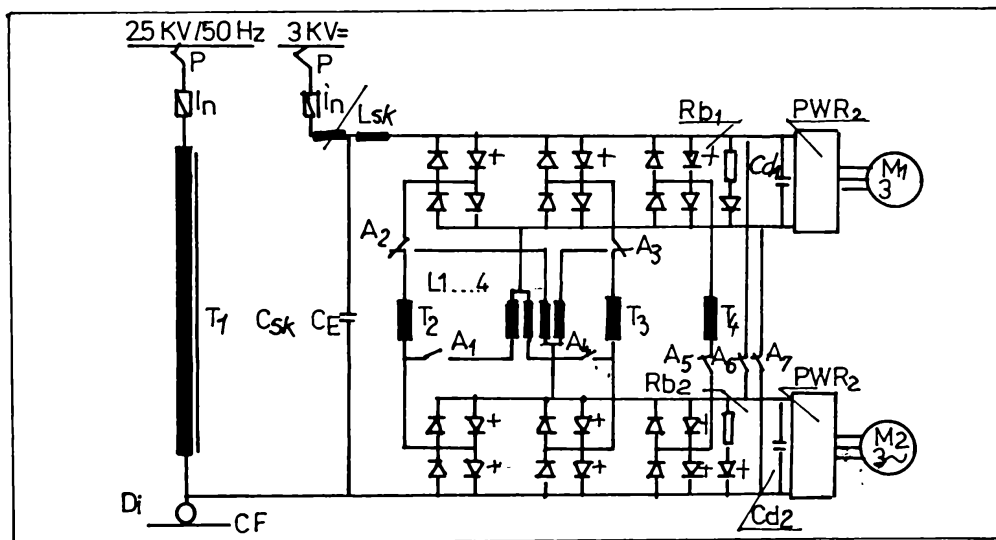 25 KV/50 Hz
3 KV=
P
P
In
in
Lsk
Rb1
PWR2
Cd1
M1
3
A2
A3
L1....4
T1
Csk
CE
T2
T3
T4
A1
A4
A5
A6
A7
Rb2
PWR2
M2
3~
Di
CF
Cd2